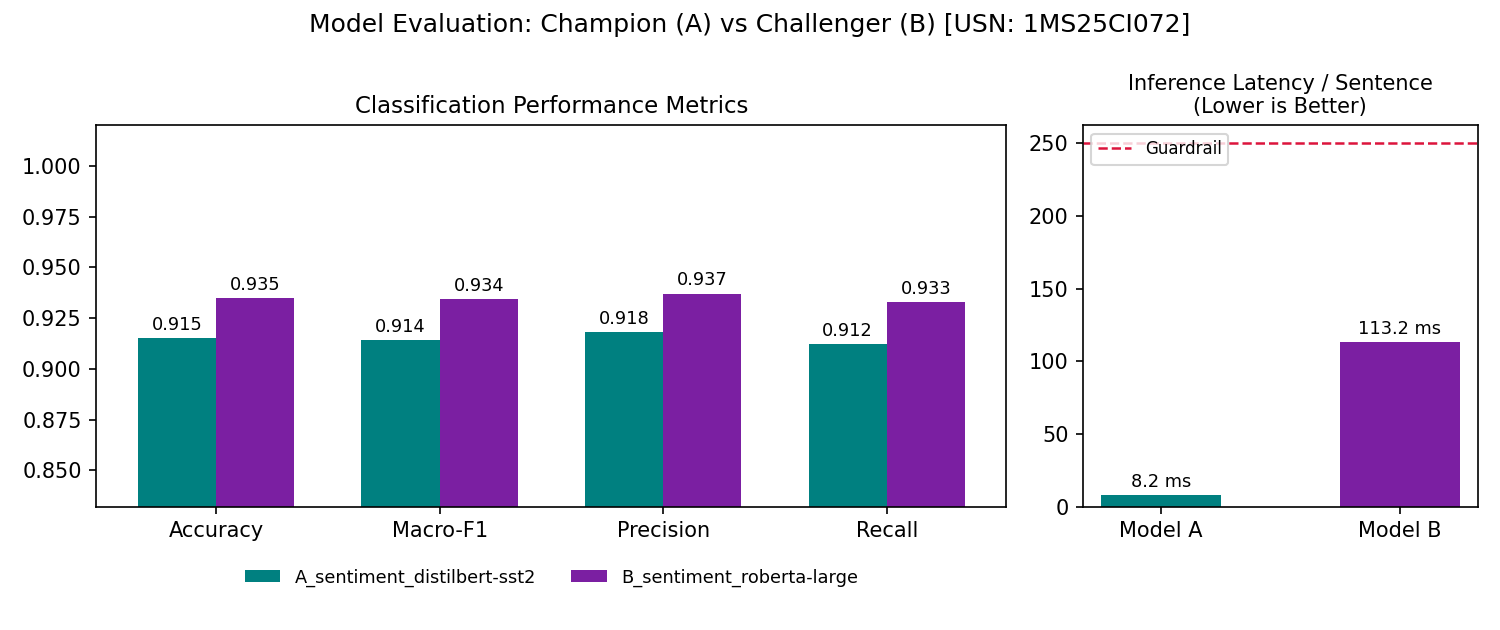 Model Evaluation: Champion (A) vs Challenger (B) [USN: 1MS25CI072]
Classification Performance Metrics
1.000
0.975
0.950
0.925
0.900
0.875
0.850
0.915
0.935
0.914
0.934
0.918
0.937
0.912
0.933
Accuracy
Macro-F1
Precision
Recall
A_sentiment_distilbert-sst2
B_sentiment_roberta-large
Inference Latency / Sentence
(Lower is Better)
250
200
150
100
50
0
Guardrail
8.2 ms
113.2 ms
Model A
Model B